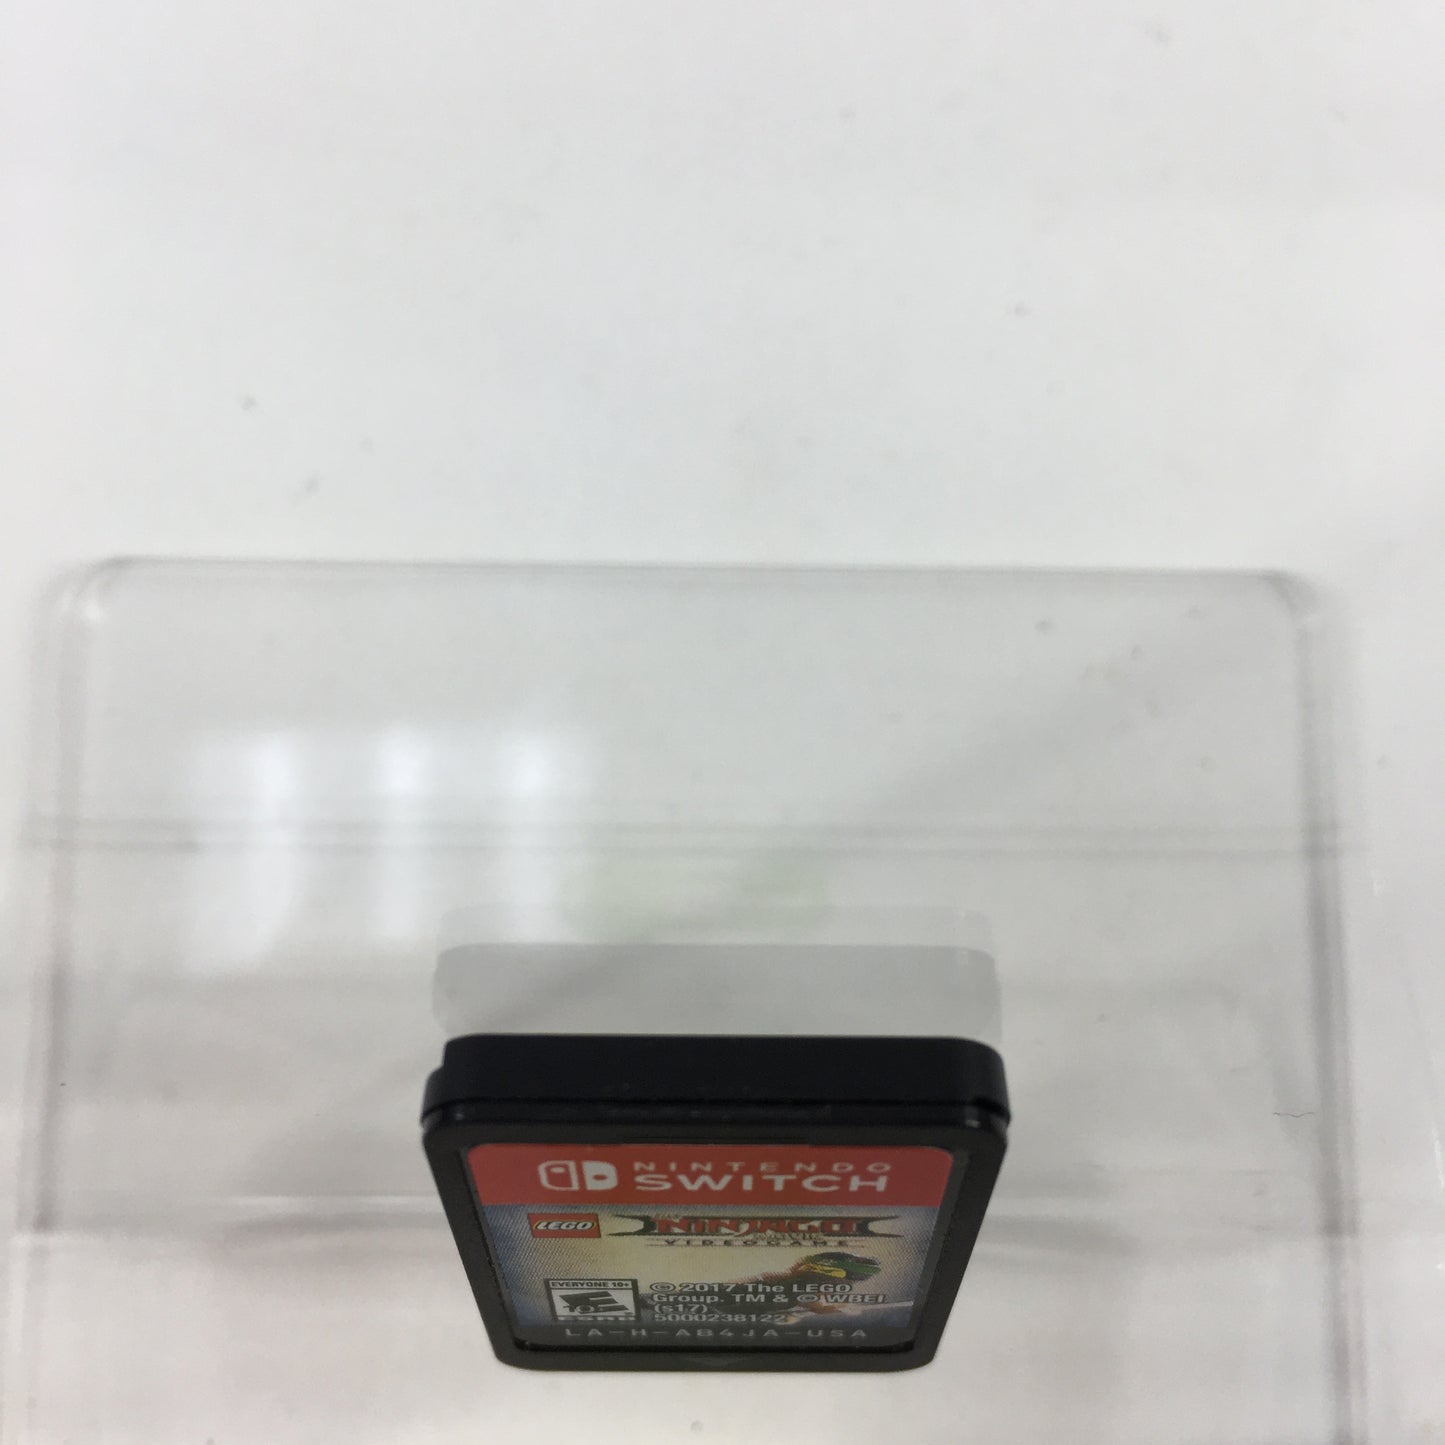 NINTENDO
SWITCH
LEGO
NINJAGO
MOVIE
VIDEOGAME
EVERYONE 10+
ESRB
© 2017 The LEGO
Group. TM & © WBEI
(s17)
5000238122
LA-H-AB4JA-USA